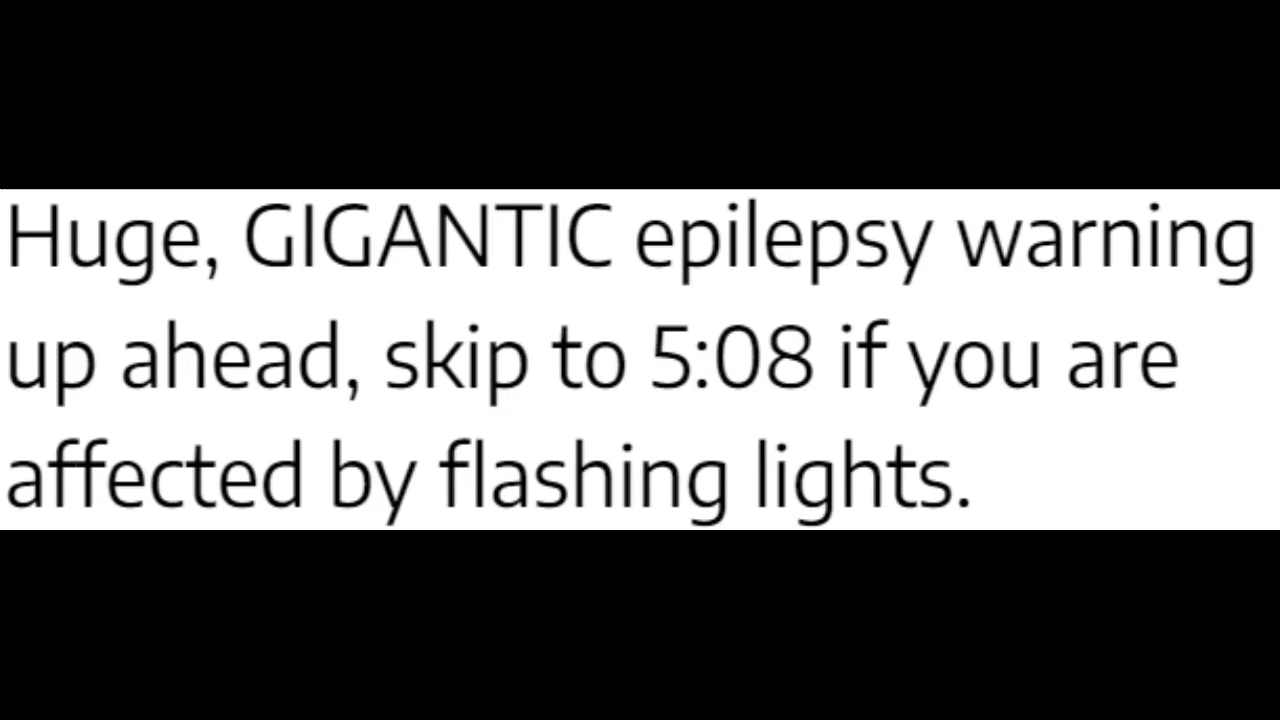 Huge, GIGANTIC epilepsy warning
up ahead, skip to 5:08 if you are
affected by flashing lights.